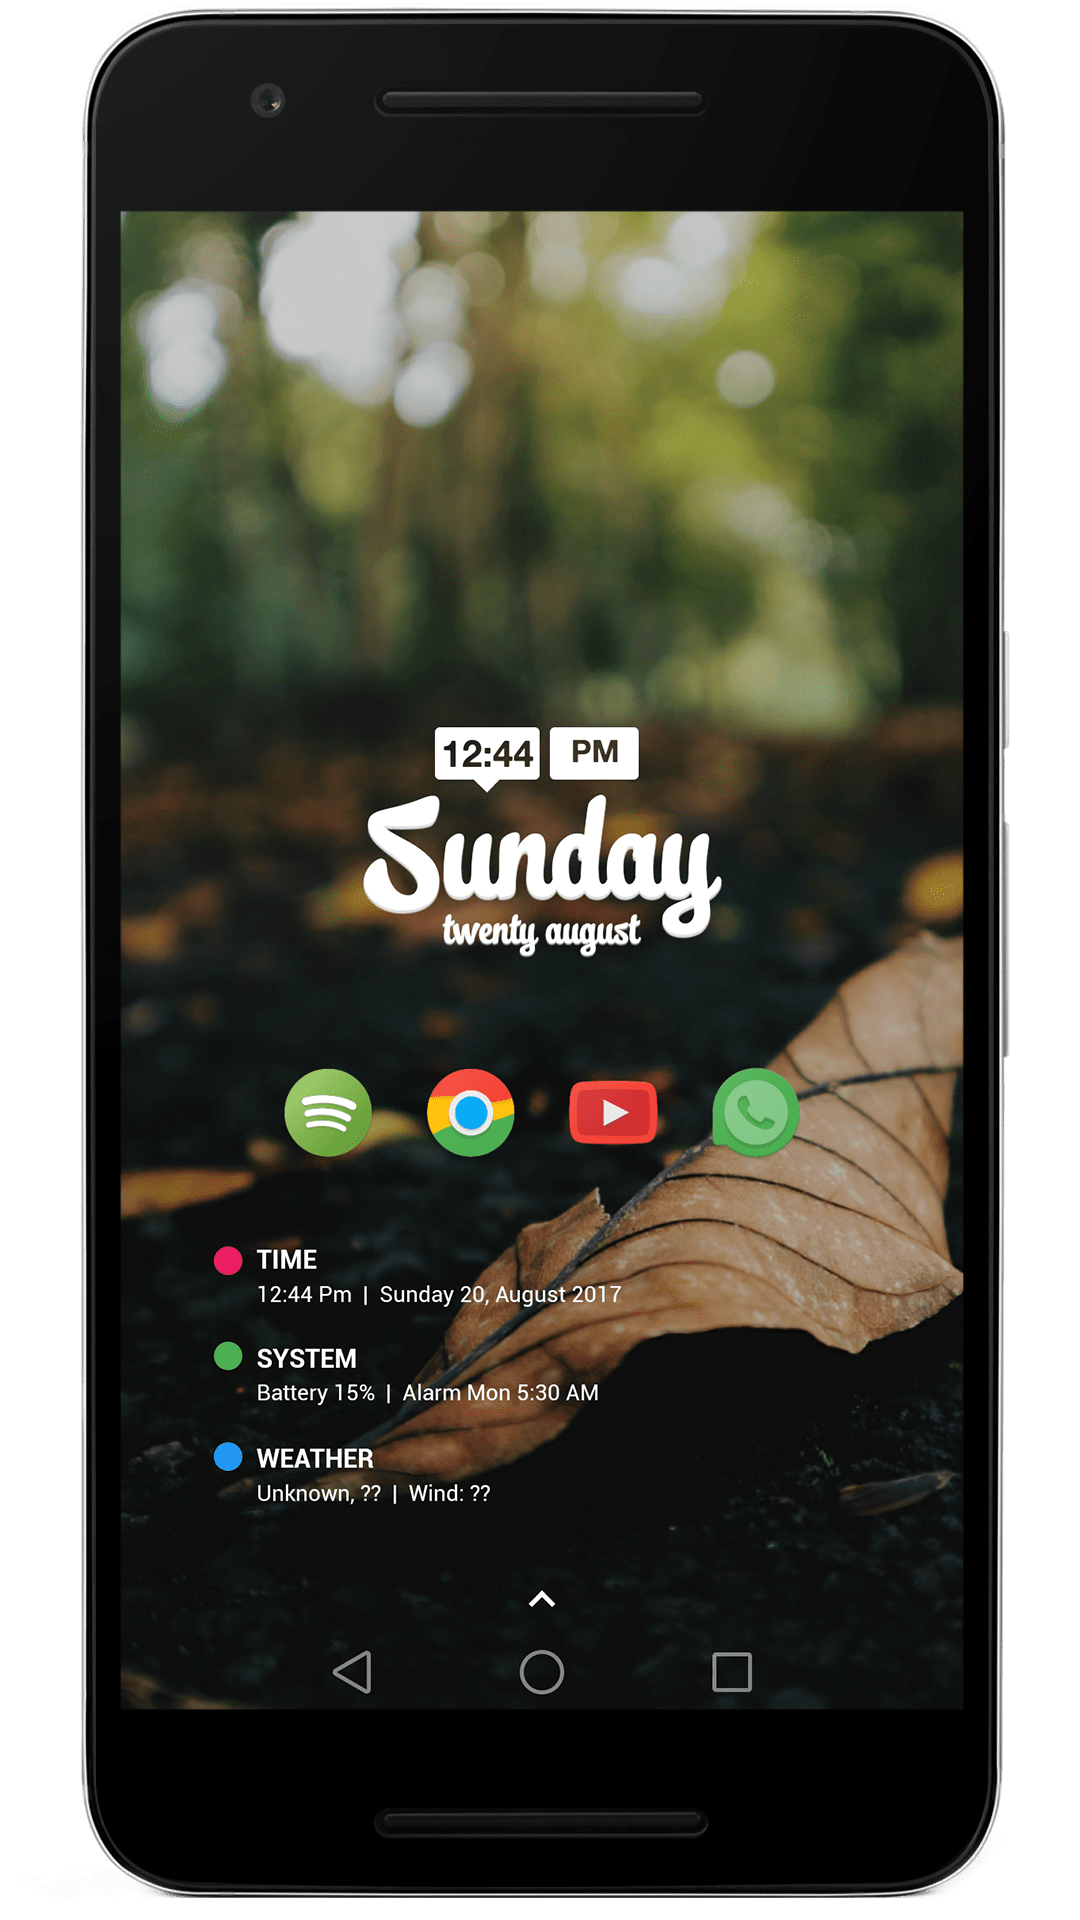 12:44 PM
Sunday
twenty august
TIME
12:44 Pm | Sunday 20, August 2017
SYSTEM
Battery 15% | Alarm Mon 5:30 AM
WEATHER
Unknown, ?? | Wind: ??